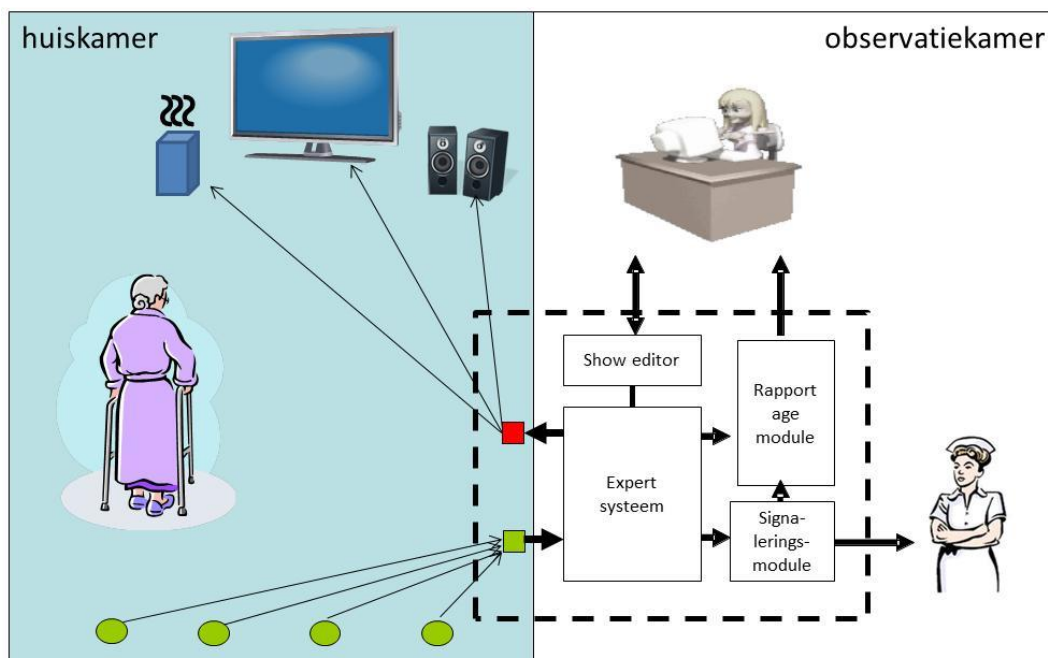 huiskamer
observatiekamer
Show editor
Rapport
age
module
Expert
systeem
Signa-
lerings-
module